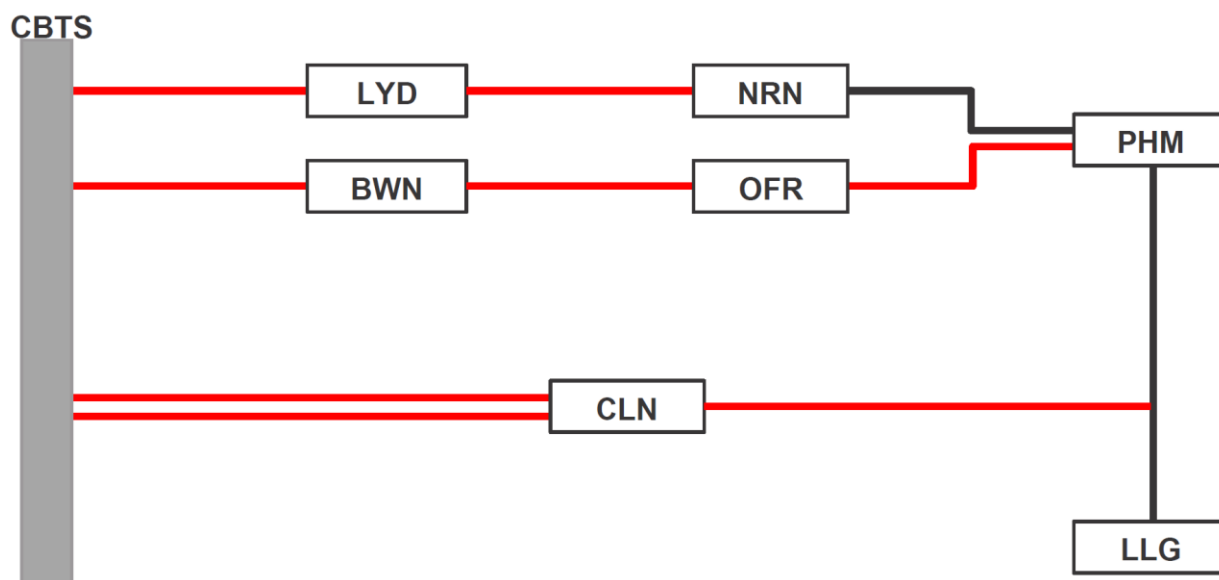 CBTS
LYD
NRN
PHM
BWN
OFR
CLN
LLG